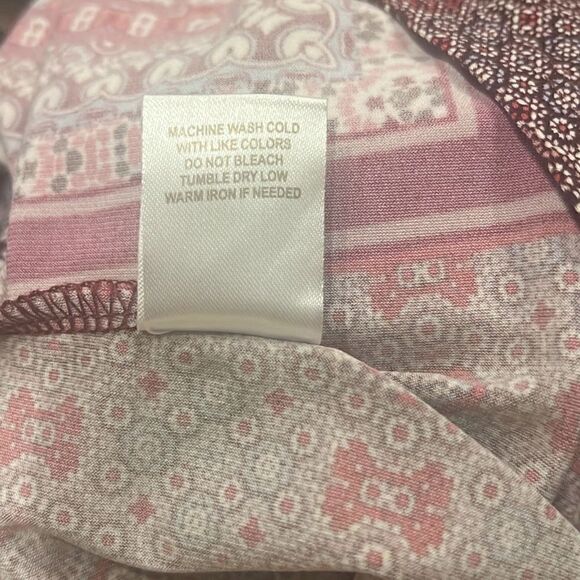 MACHINE WASH COLD
WITH LIKE COLORS
DO NOT BLEACH
TUMBLE DRY LOW
WARM IRON IF NEEDED